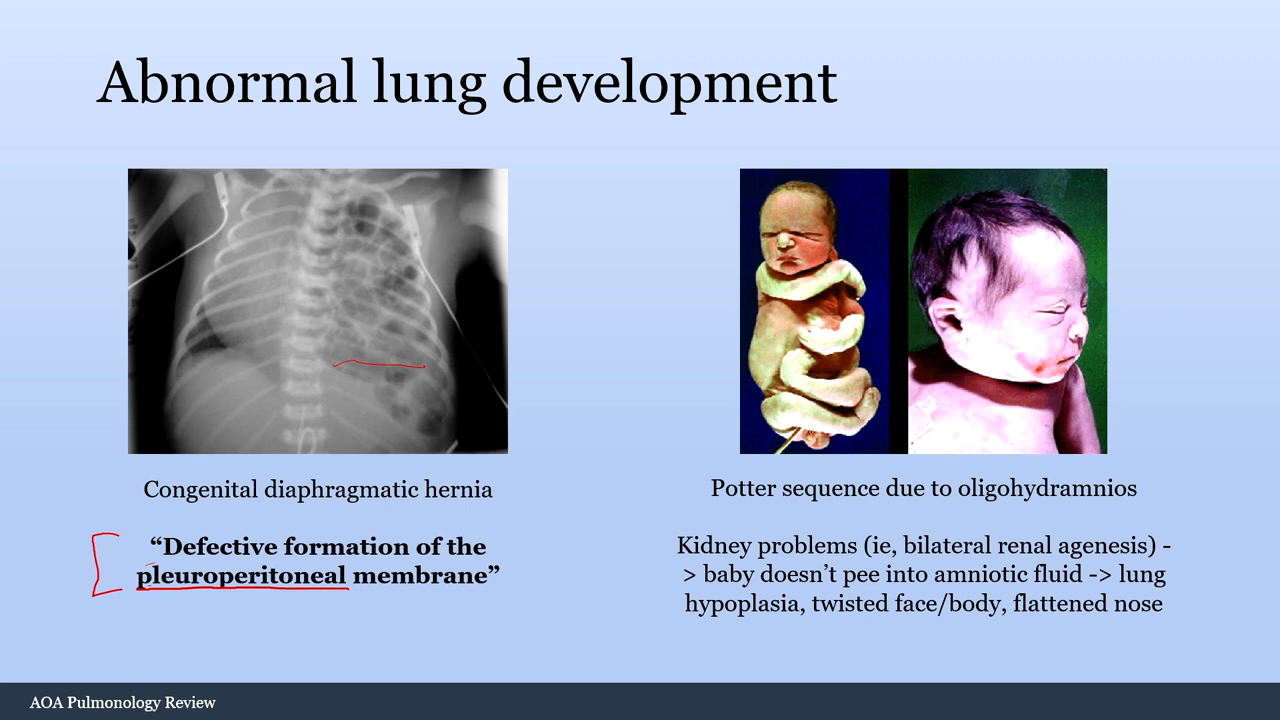 Abnormal lung development
Congenital diaphragmatic hernia
“Defective formation of the
pleuroperitoneal membrane”
Potter sequence due to oligohydramnios
Kidney problems (ie, bilateral renal agenesis) -
> baby doesn’t pee into amniotic fluid -> lung
hypoplasia, twisted face/body, flattened nose
AOA Pulmonology Review